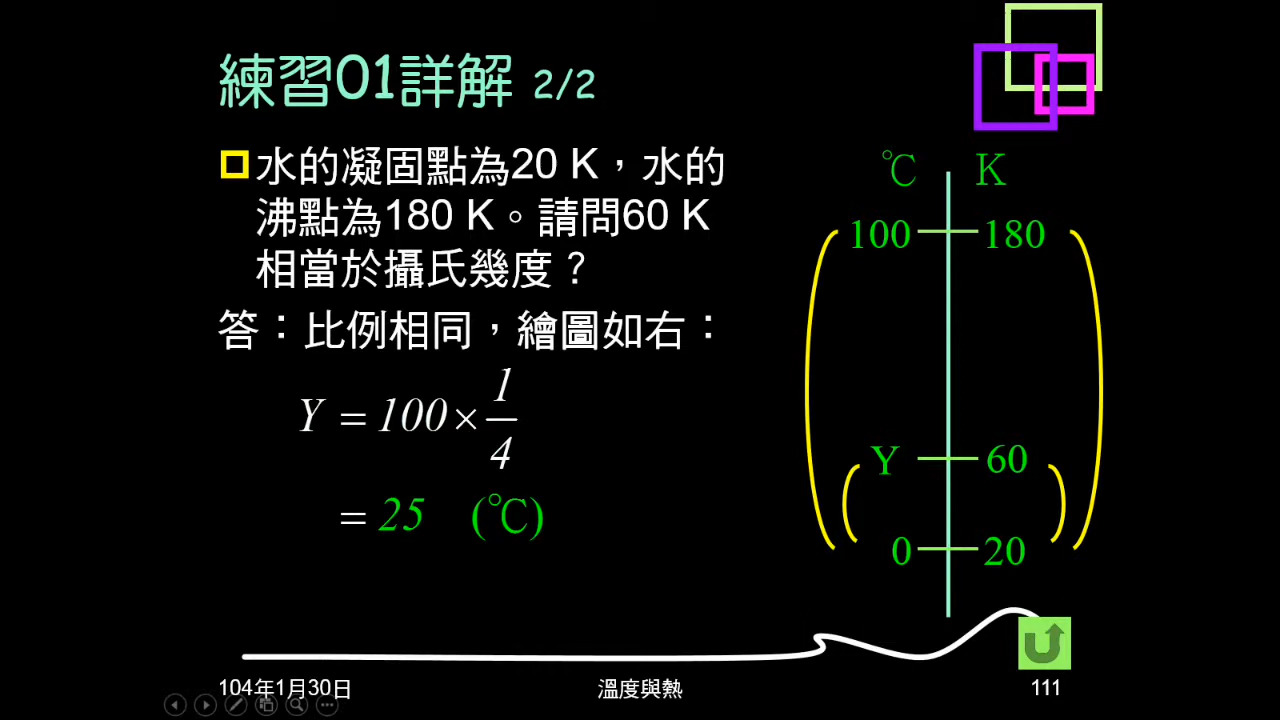 練習01詳解 2/2
水的凝固點為20 K，水的
沸點為180 K。請問60 K
相當於攝氏幾度？
答：比例相同，繪圖如右：
Y = 100 × 1/4
= 25 (℃)
℃ K
100 180
Y 60
0 20
104年1月30日 溫度與熱 111